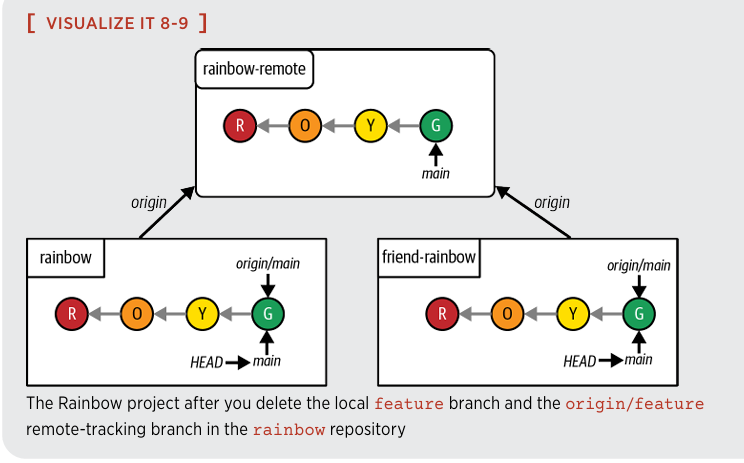 [ VISUALIZE IT 8-9 ]
rainbow-remote
R O Y G
main
origin origin
rainbow
origin/main
R O Y G
HEAD main
friend-rainbow
origin/main
R O Y G
HEAD main
The Rainbow project after you delete the local feature branch and the origin/feature
remote-tracking branch in the rainbow repository